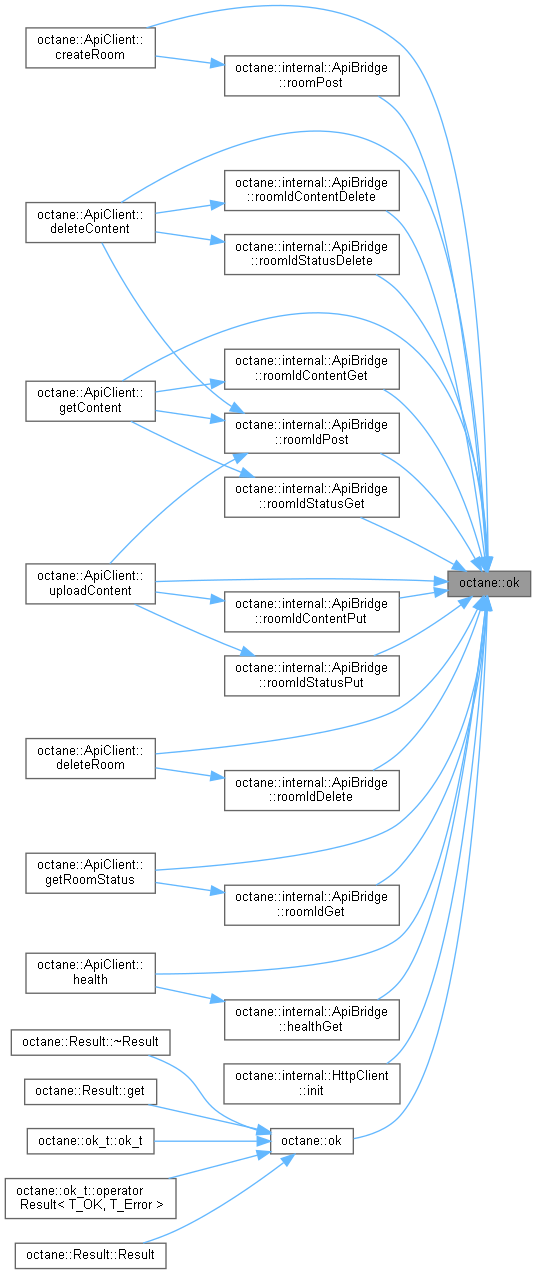 octane::ApiClient::
createRoom
octane::internal::ApiBridge
::roomPost
octane::internal::ApiBridge
::roomIdContentDelete
octane::ApiClient::
deleteContent
octane::internal::ApiBridge
::roomIdStatusDelete
octane::internal::ApiBridge
::roomIdContentGet
octane::ApiClient::
getContent
octane::internal::ApiBridge
::roomIdPost
octane::internal::ApiBridge
::roomIdStatusGet
octane::ok
octane::ApiClient::
uploadContent
octane::internal::ApiBridge
::roomIdContentPut
octane::internal::ApiBridge
::roomIdStatusPut
octane::ApiClient::
deleteRoom
octane::internal::ApiBridge
::roomIdDelete
octane::ApiClient::
getRoomStatus
octane::internal::ApiBridge
::roomIdGet
octane::ApiClient::
health
octane::internal::ApiBridge
::healthGet
octane::Result::~Result
octane::internal::HttpClient
::init
octane::Result::get
octane::ok_t::ok_t
octane::ok
octane::ok_t::operator
Result< T_OK, T_Error >
octane::Result::Result